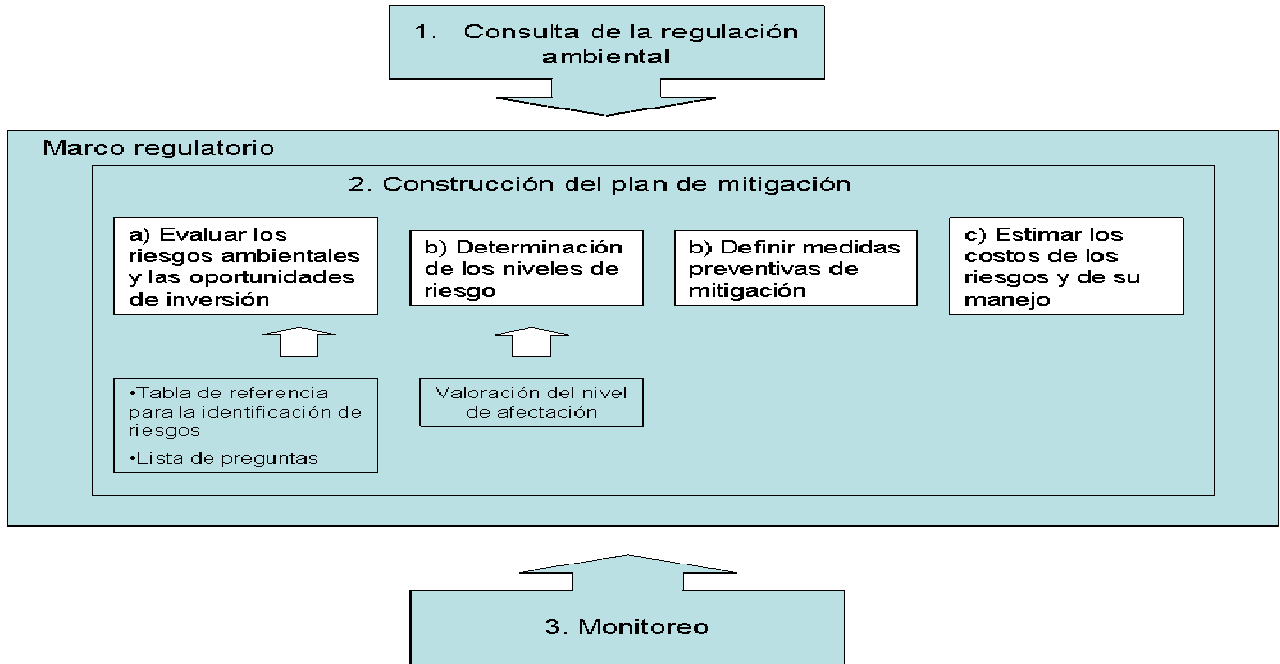 1. Consulta de la regulación
ambiental
Marco regulatorio
2. Construcción del plan de mitigación
a) Evaluar los
riesgos ambientales
y las oportunidades
de inversión
b) Determinación
de los niveles de
riesgo
b) Definir medidas
preventivas de
mitigación
c) Estimar los
costos de los
riesgos y de su
manejo
•Tabla de referencia
para la identificación de
riesgos
•Lista de preguntas
Valoración del nivel
de afectación
3. Monitoreo